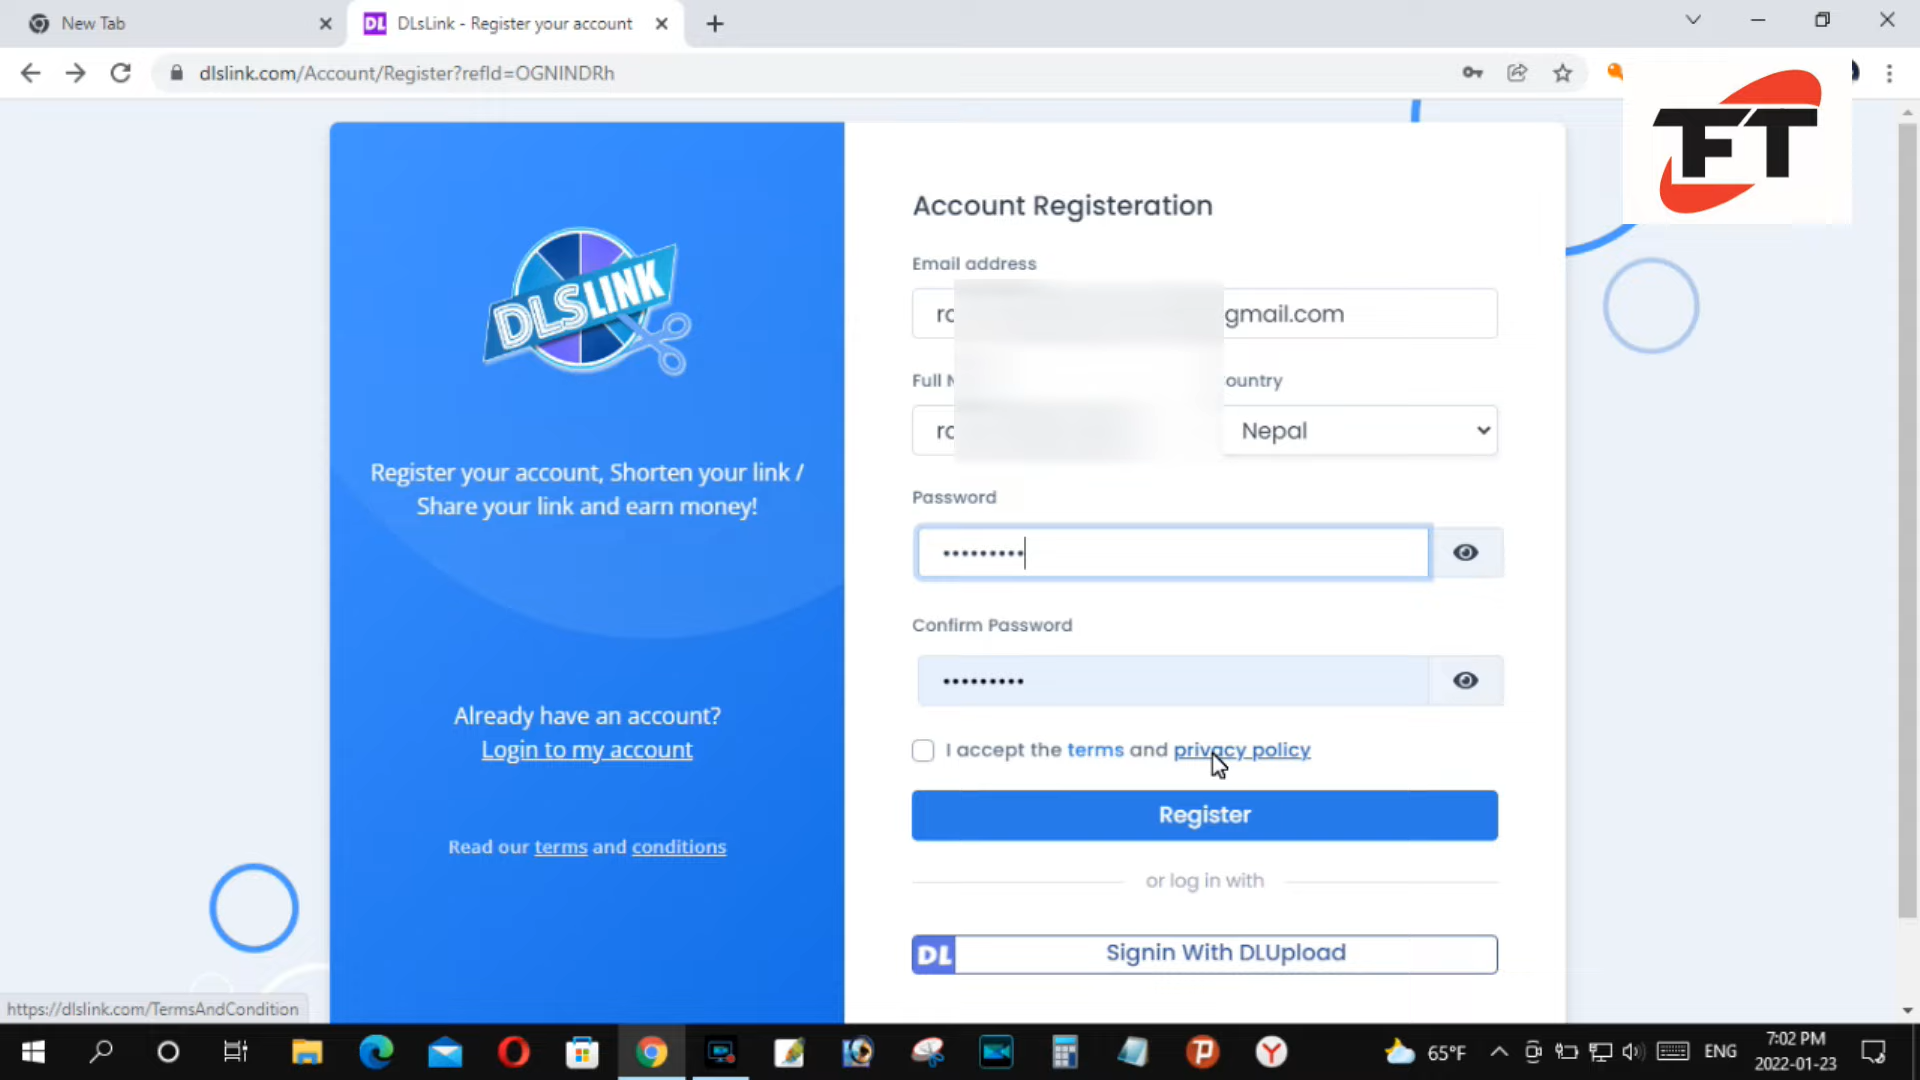 New Tab
DL DLsLink - Register your account
dlslink.com/Account/Register?refId=OGNINDRh
FT
Account Registeration
Email address
gmail.com
DLSLINK
Full
ountry
Nepal
Register your account, Shorten your link /
Share your link and earn money!
Password
•••••••••
Confirm Password
•••••••••
Already have an account?
Login to my account
I accept the terms and privacy policy
Register
Read our terms and conditions
or log in with
DL Signin With DLUpload
https://dlslink.com/TermsAndCondition
65°F
ENG
7:02 PM
2022-01-23